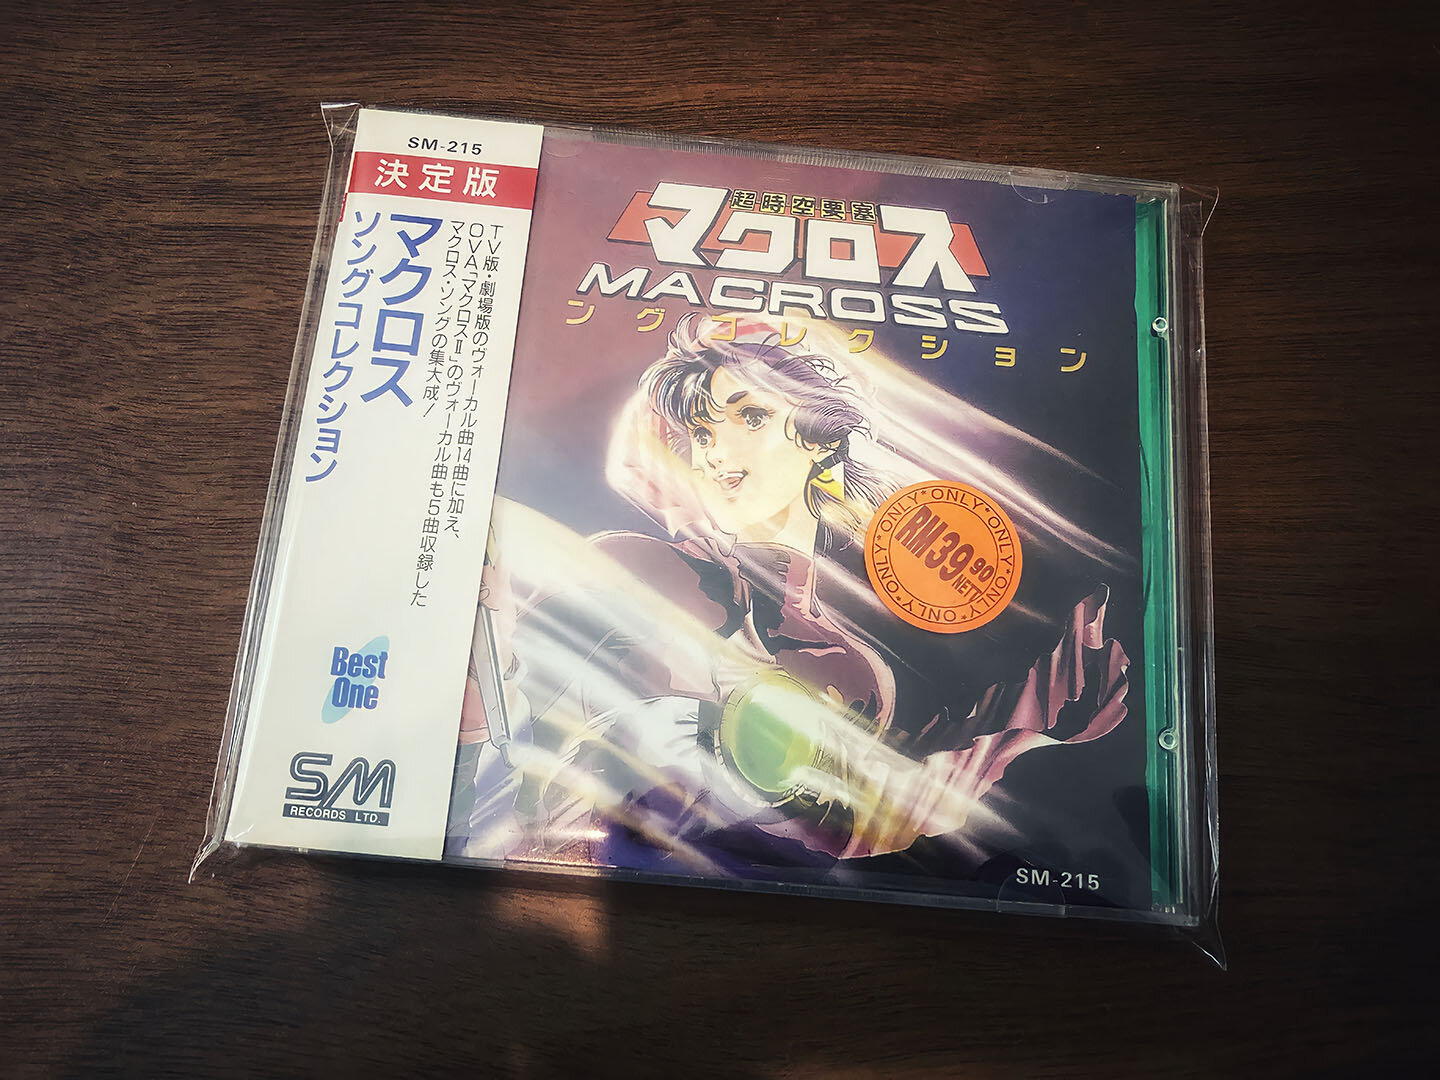 SM-215
決定版
マクロス
ソングコレクション
TV版・劇場版のヴォーカル曲14曲に加え、
OVA「マクロスⅡ」のヴォーカル曲も5曲収録した
マクロス・ソングの集大成!
Best
One
SM
RECORDS LTD.
超時空要塞
マクロス
MACROSS
ングコレクション
ONLY*ONLY*ONLY*ONLY*ONLY*ONLY*ONLY*
RM39.90
NETT
SM-215